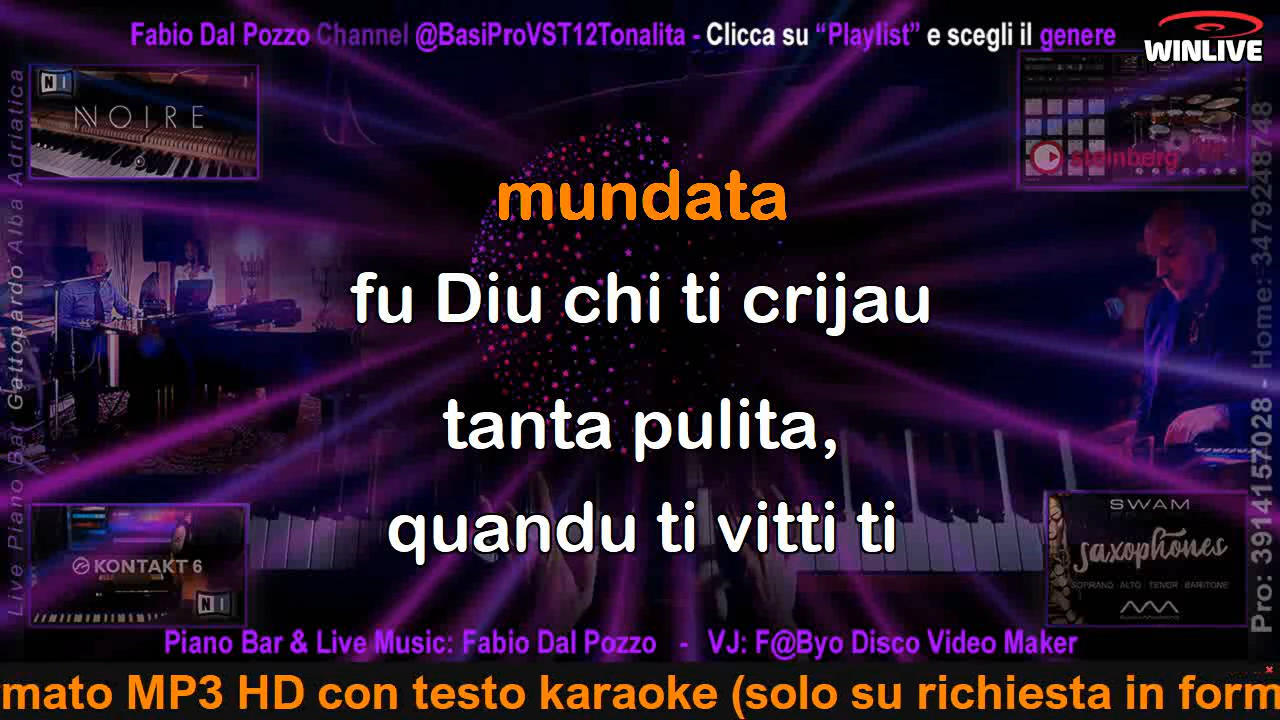 Fabio Dal Pozzo Channel @BasiProVST12Tonalita - Clicca su “Playlist” e scegli il genere
WINLIVE
NOIRE
steinberg
mundata
fu Diu chi ti crijau
tanta pulita,
quandu ti vitti ti
Live Piano Bar Gattopardo Alba Adriatica
Pro: 3914157028 - Home: 3479248748
KONTAKT 6
SWAM
saxophones
SOPRANO · ALTO · TENOR · BARITONE
Piano Bar & Live Music: Fabio Dal Pozzo - VJ: F@Byo Disco Video Maker
mato MP3 HD con testo karaoke (solo su richiesta in form